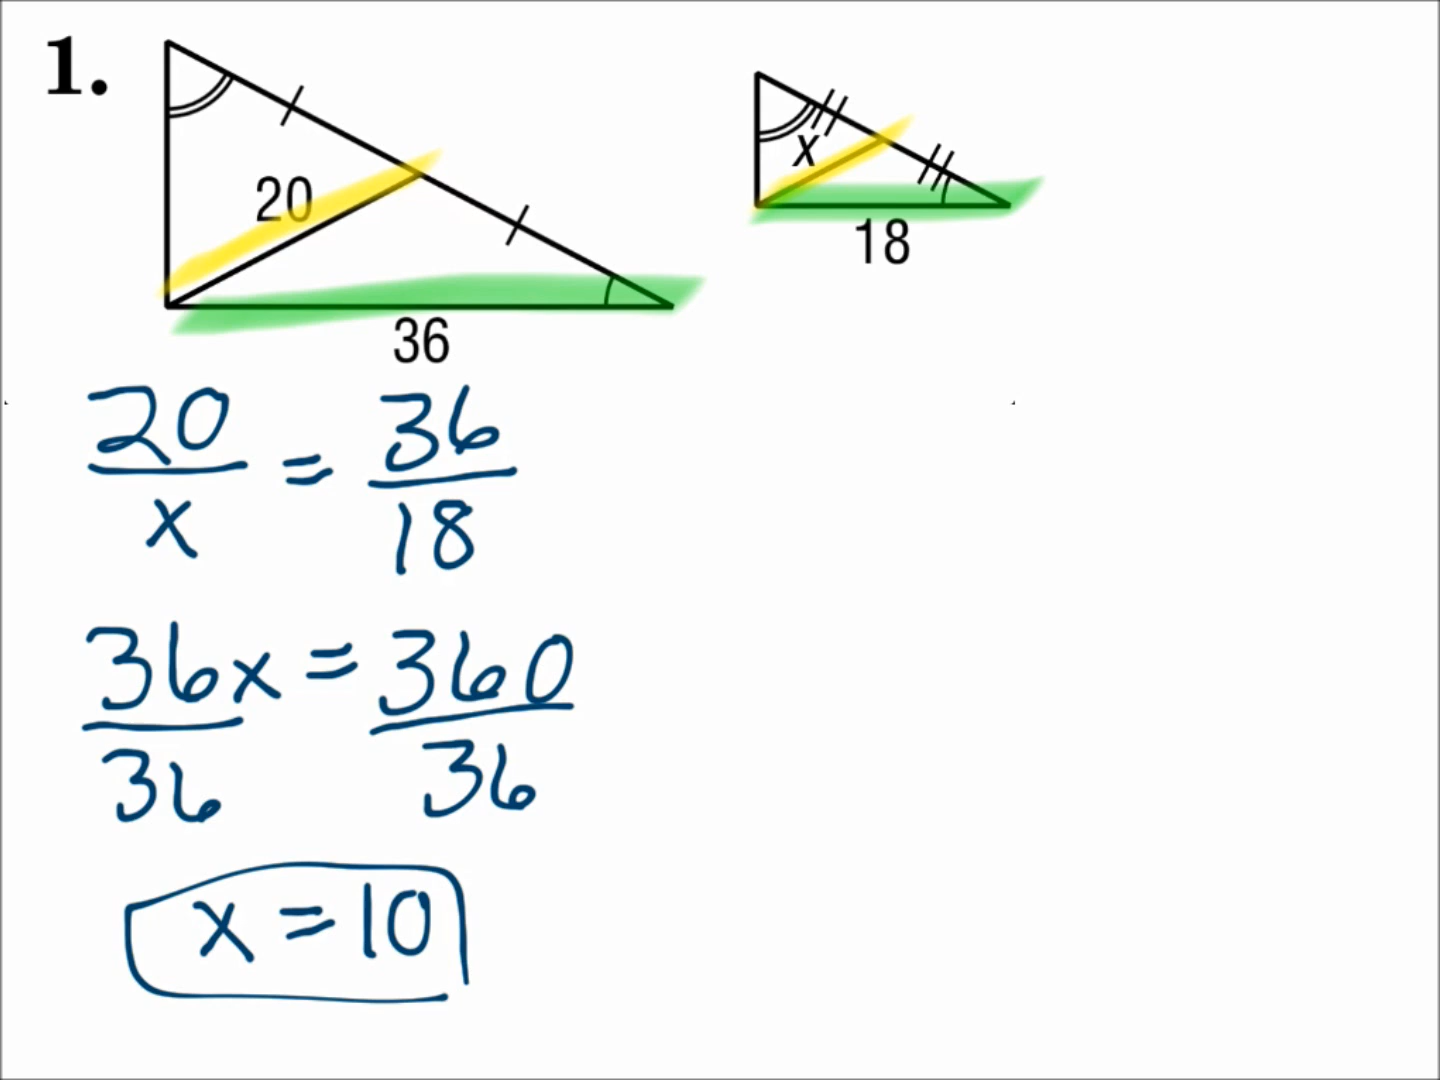 1.
20
36
x
18
20/x = 36/18
36x/36 = 360/36
x = 10